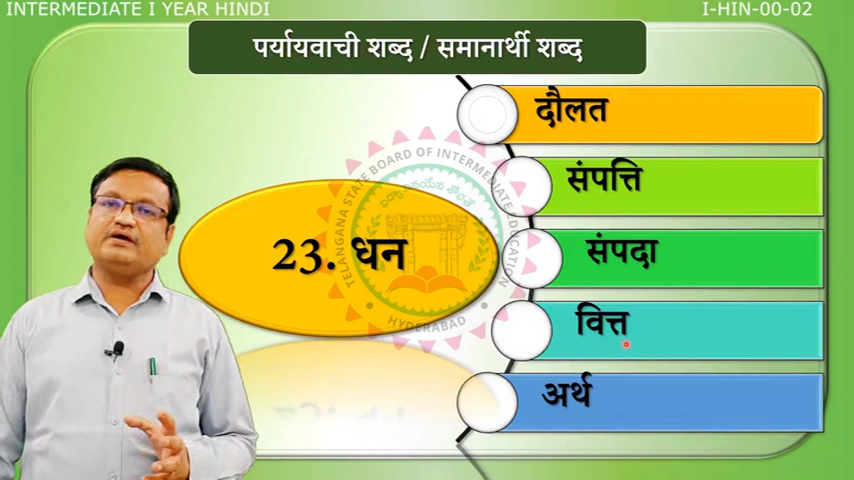 INTERMEDIATE I YEAR HINDI
I-HIN-00-02
पर्यायवाची शब्द / समानार्थी शब्द
23. धन
दौलत
संपत्ति
संपदा
वित्त
अर्थ
TELANGANA STATE BOARD OF INTERMEDIATE EDUCATION
HYDERABAD